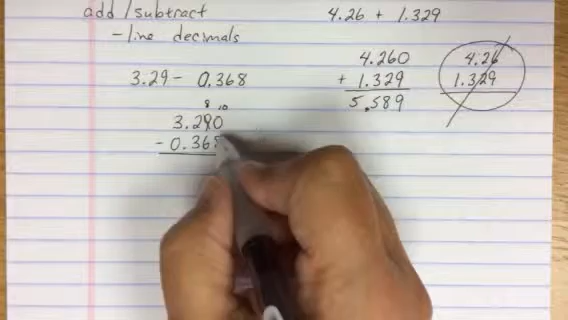 add / subtract
- line decimals
3.29 - 0.368
8 10
3.290
- 0.368
4.26 + 1.329
4.260
+ 1.329
5.589
4.26
1.329